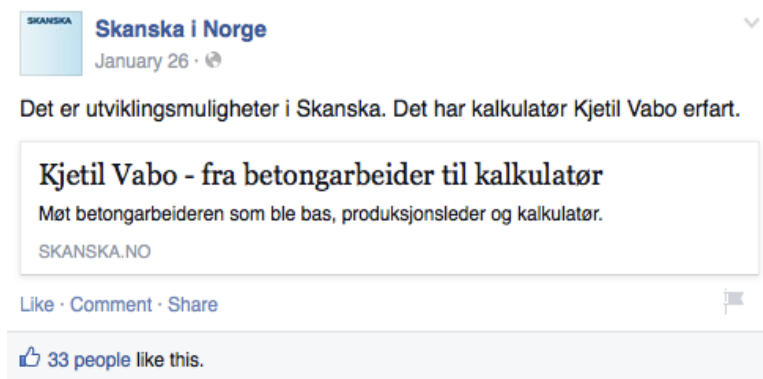 SKANSKA
Skanska i Norge
January 26 ·
Det er utviklingsmuligheter i Skanska. Det har kalkulatør Kjetil Vabo erfart.
Kjetil Vabo - fra betongarbeider til kalkulatør
Møt betongarbeideren som ble bas, produksjonsleder og kalkulatør.
SKANSKA.NO
Like · Comment · Share
33 people like this.